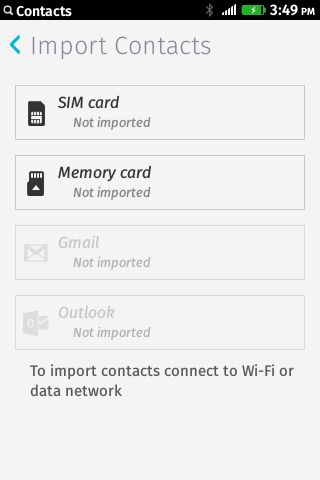 Contacts 3:49 PM
Import Contacts
SIM card
Not imported
Memory card
Not imported
Gmail
Not imported
Outlook
Not imported
To import contacts connect to Wi-Fi or
data network